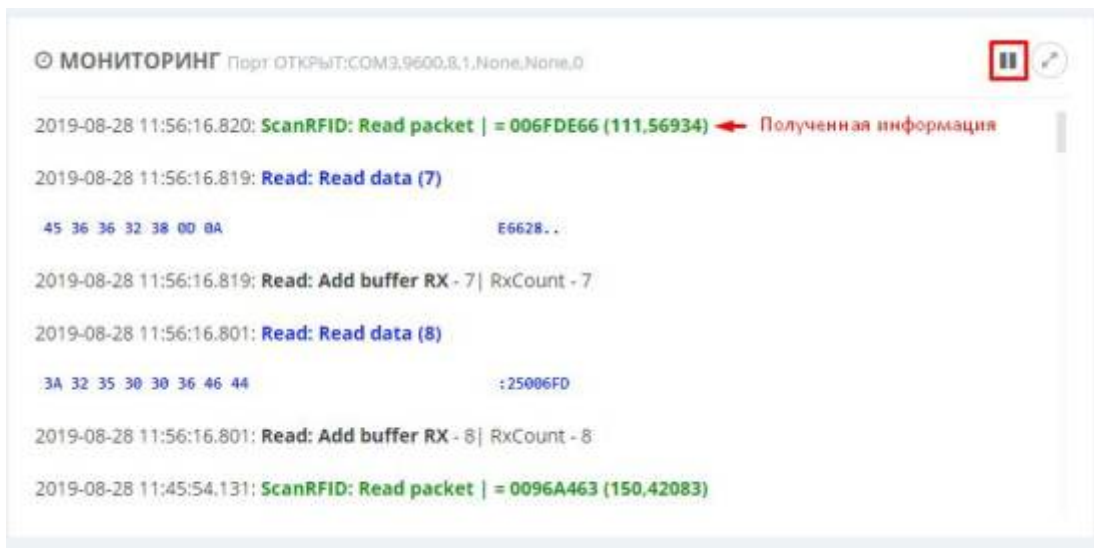 МОНИТОРИНГ Порт ОТКРЫТ:COM3,9600,8,1,None,None,0
2019-08-28 11:56:16.820: ScanRFID: Read packet | = 006FDE66 (111,56934) Полученная информация
2019-08-28 11:56:16.819: Read: Read data (7)
45 36 36 32 38 0D 0A E6628..
2019-08-28 11:56:16.819: Read: Add buffer RX - 7| RxCount - 7
2019-08-28 11:56:16.801: Read: Read data (8)
3A 32 35 30 30 36 46 44 :25006FD
2019-08-28 11:56:16.801: Read: Add buffer RX - 8| RxCount - 8
2019-08-28 11:45:54.131: ScanRFID: Read packet | = 0096A463 (150,42083)